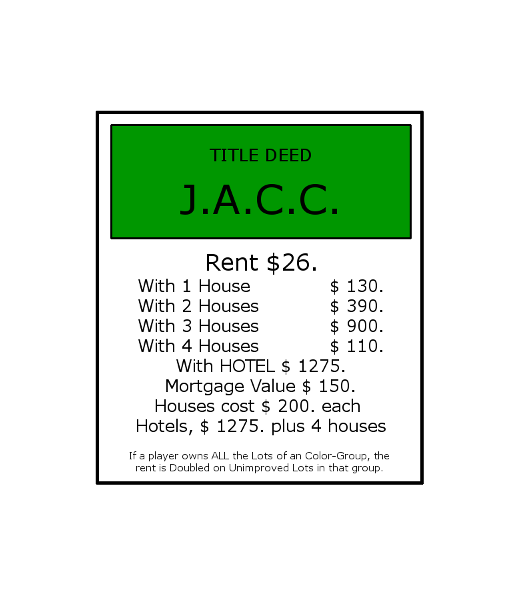 TITLE DEED
J.A.C.C.
Rent $26.
With 1 House $ 130.
With 2 Houses $ 390.
With 3 Houses $ 900.
With 4 Houses $ 110.
With HOTEL $ 1275.
Mortgage Value $ 150.
Houses cost $ 200. each
Hotels, $ 1275. plus 4 houses
If a player owns ALL the Lots of an Color-Group, the
rent is Doubled on Unimproved Lots in that group.